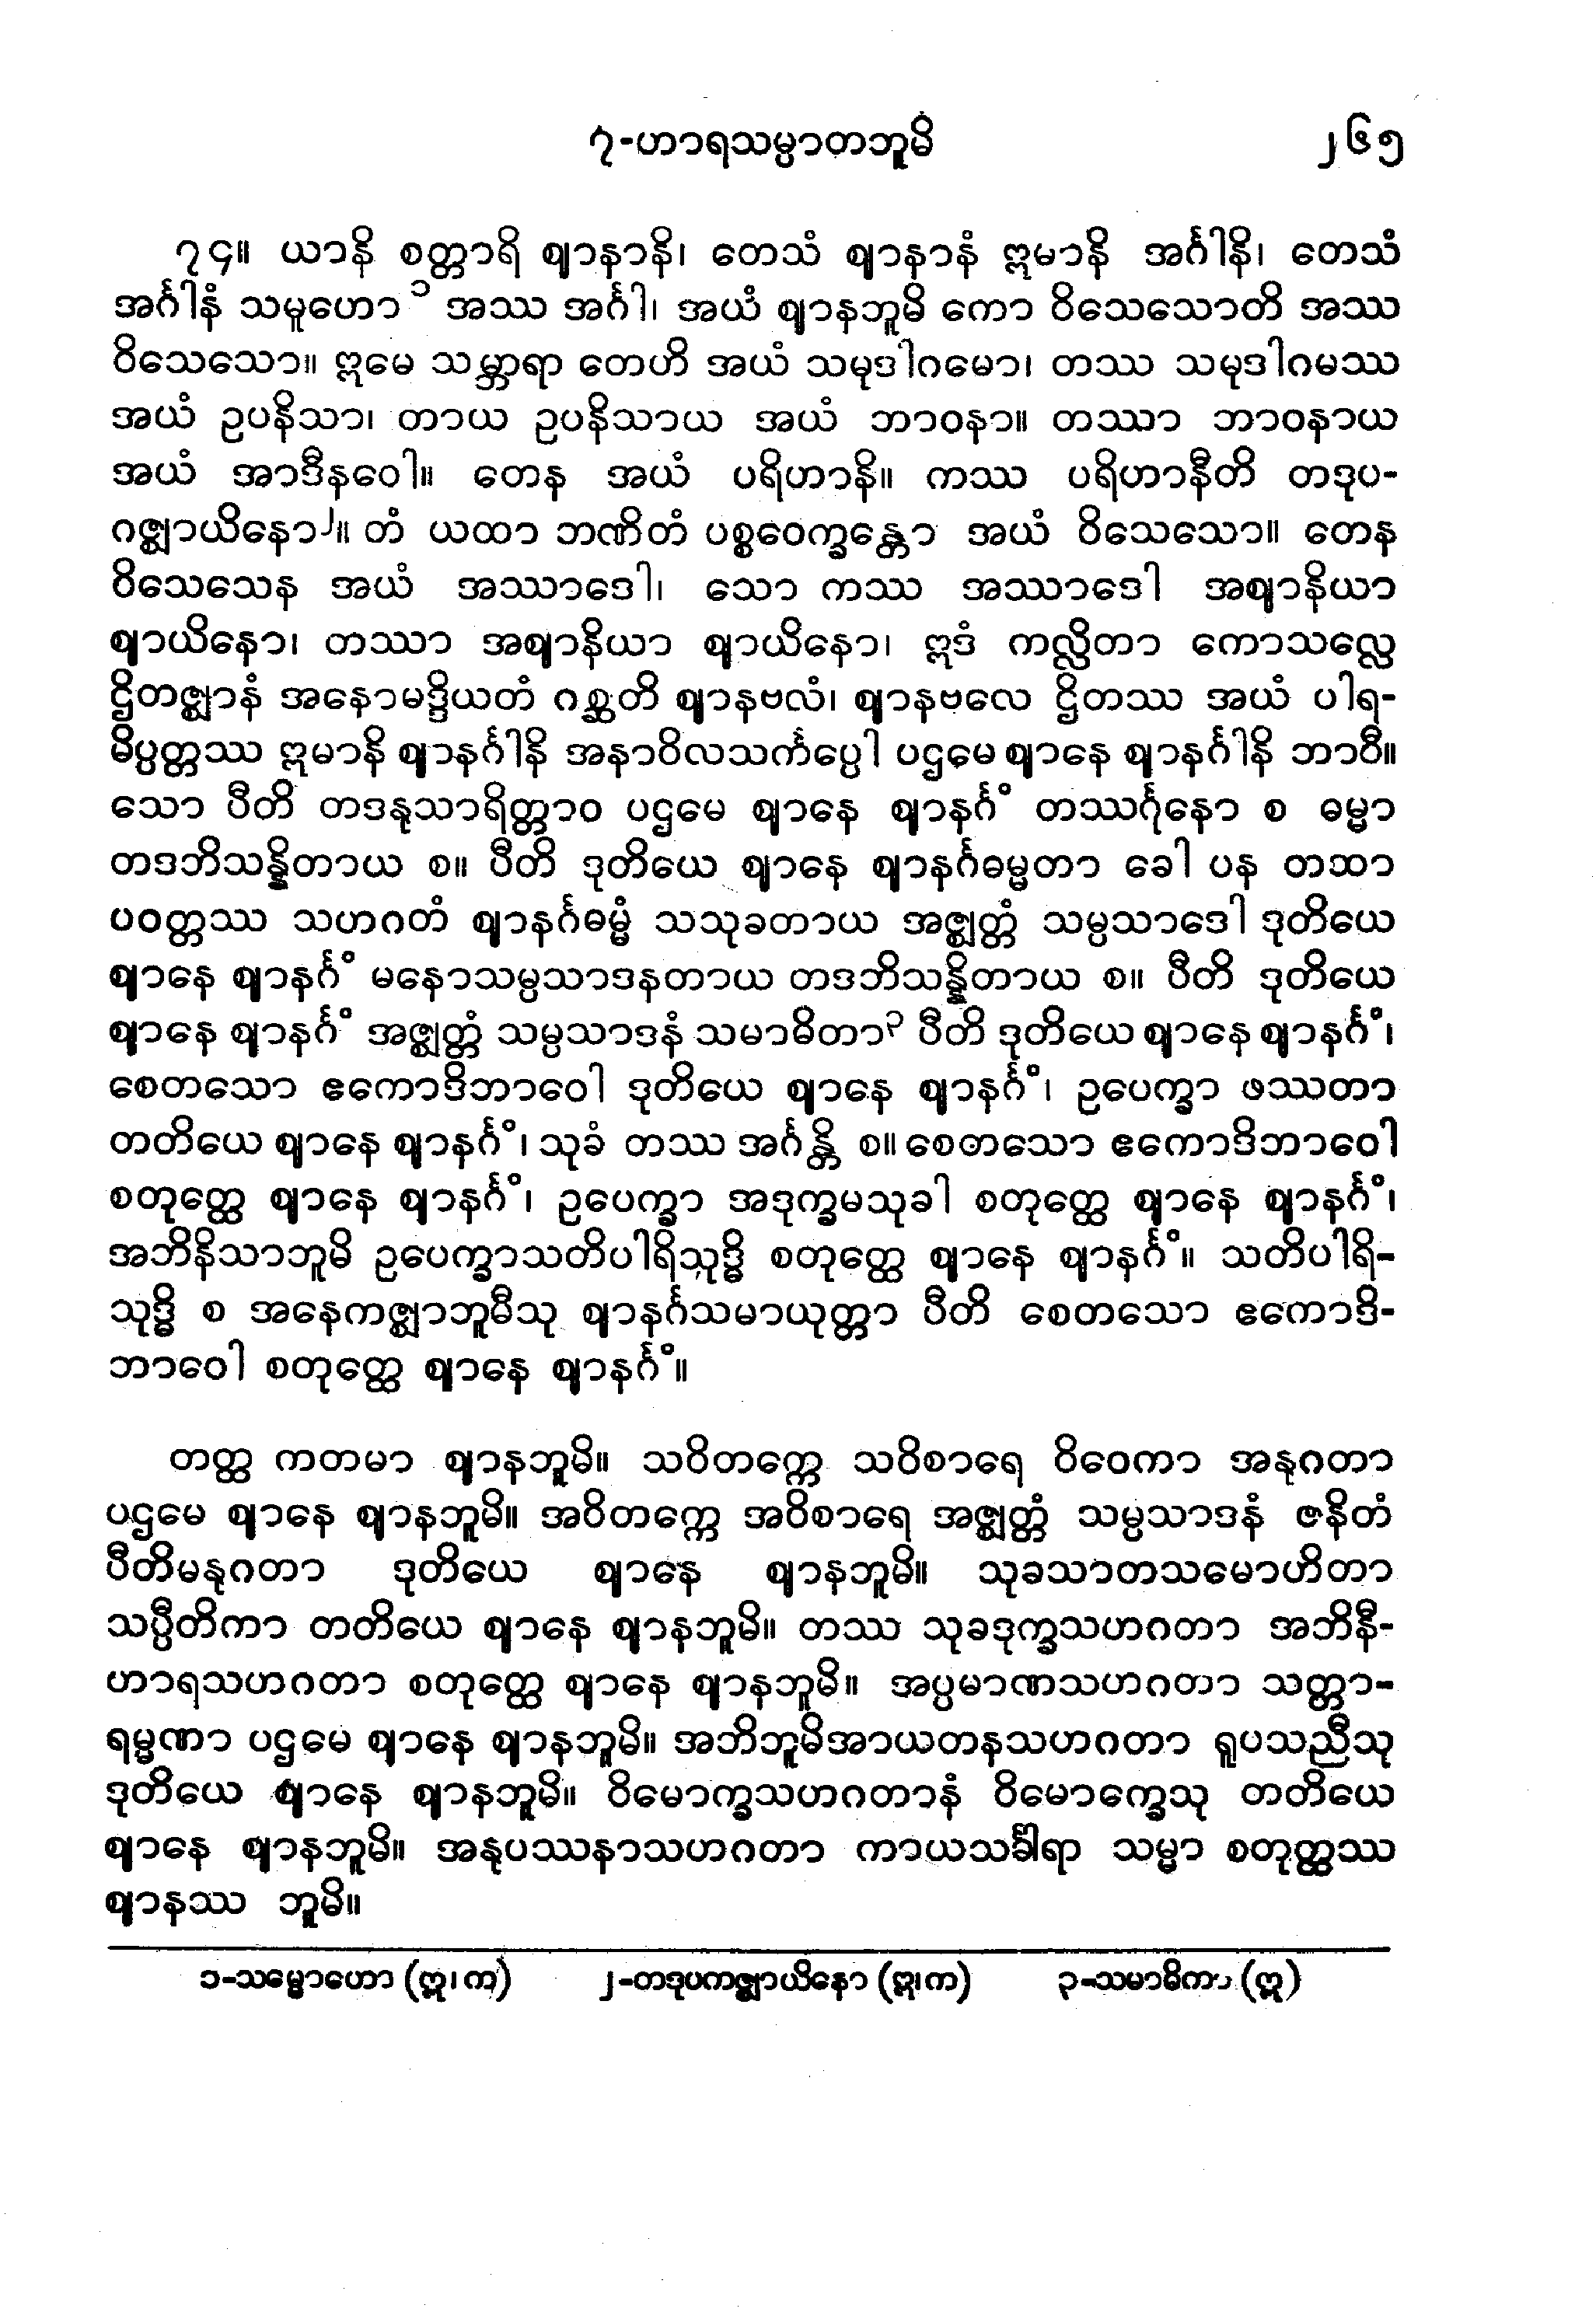 ၇-ဟာရသမ္ပာတဘူမိ ၂၆၅
၇၄။ ယာနိ စတ္တာရိ ဈာနာနိ၊ တေသံ ဈာနာနံ ဣမာနိ အင်္ဂါနိ၊ တေသံ
အင်္ဂါနံ သမူဟော၁ အဿ အင်္ဂါ၊ အယံ ဈာနဘူမိ ကော ဝိသေသောတိ အဿ
ဝိသေသော။ ဣမေ သမ္ဘာရာ တေဟိ အယံ သမုဒါဂမော၊ တဿ သမုဒါဂမဿ
အယံ ဥပနိသာ၊ တာယ ဥပနိသာယ အယံ ဘာဝနာ။ တဿာ ဘာဝနာယ
အယံ အာဒီနဝေါ။ တေန အယံ ပရိဟာနိ။ ကဿ ပရိဟာနီတိ တဒုပ-
ဂဇ္ဈာယိနော၂။ တံ ယထာ ဘဏိတံ ပစ္စဝေက္ခန္တော အယံ ဝိသေသော။ တေန
ဝိသေသေန အယံ အဿာဒေါ၊ သော ကဿ အဿာဒေါ အဈာနိယာ
ဈာယိနော၊ တဿာ အဈာနိယာ ဈာယိနော၊ ဣဒံ ကလ္လိတာ ကောသလ္လေ
ဌိတဇ္ဈာနံ အနောမဒ္ဒိယတံ ဂစ္ဆတိ ဈာနဗလံ၊ ဈာနဗလေ ဌိတဿ အယံ ပါရ-
မိပ္ပတ္တဿ ဣမာနိ ဈာနင်္ဂါနိ အနာဝိလသင်္ကပ္ပေါ ပဌမေ ဈာနေ ဈာနင်္ဂါနိ ဘာဝီ။
သော ပီတိ တဒနုသာရိတ္တာဝ ပဌမေ ဈာနေ ဈာနင်္ဂံ တဿင်္ဂုနော စ ဓမ္မာ
တဒဘိသန္နိတာယ စ။ ပီတိ ဒုတိယေ ဈာနေ ဈာနင်္ဂဓမ္မတာ ခေါ ပန တထာ
ပဝတ္တဿ သဟဂတံ ဈာနင်္ဂဓမ္မံ သသုခတာယ အဇ္ဈတ္တံ သမ္ပသာဒေါ ဒုတိယေ
ဈာနေ ဈာနင်္ဂံ မနောသမ္ပသာဒနတာယ တဒဘိသန္နိတာယ စ။ ပီတိ ဒုတိယေ
ဈာနေ ဈာနင်္ဂံ အဇ္ဈတ္တံ သမ္ပသာဒနံ သမာဓိတာ၃ ပီတိ ဒုတိယေ ဈာနေ ဈာနင်္ဂံ၊
စေတသော ဧကောဒိဘာဝေါ ဒုတိယေ ဈာနေ ဈာနင်္ဂံ၊ ဥပေက္ခာ ဖဿတာ
တတိယေ ဈာနေ ဈာနင်္ဂံ၊ သုခံ တဿ အင်္ဂန္တိ စ။ စေတသော ဧကောဒိဘာဝေါ
စတုတ္ထေ ဈာနေ ဈာနင်္ဂံ၊ ဥပေက္ခာ အဒုက္ခမသုခါ စတုတ္ထေ ဈာနေ ဈာနင်္ဂံ၊
အဘိနိသာဘူမိ ဥပေက္ခာသတိပါရိသုဒ္ဓိ စတုတ္ထေ ဈာနေ ဈာနင်္ဂံ။ သတိပါရိ-
သုဒ္ဓိ စ အနေကဇ္ဈာဘူမီသု ဈာနင်္ဂသမာယုတ္တာ ပီတိ စေတသော ဧကောဒိ-
ဘာဝေါ စတုတ္ထေ ဈာနေ ဈာနင်္ဂံ။
တတ္ထ ကတမာ ဈာနဘူမိ။ သဝိတက္ကေ သဝိစာရေ ဝိဝေကာ အနုဂတာ
ပဌမေ ဈာနေ ဈာနဘူမိ။ အဝိတက္ကေ အဝိစာရေ အဇ္ဈတ္တံ သမ္ပသာဒနံ ဇနိတံ
ပီတိမနုဂတာ ဒုတိယေ ဈာနေ ဈာနဘူမိ။ သုခသာတသမောဟိတာ
သပ္ပီတိကာ တတိယေ ဈာနေ ဈာနဘူမိ။ တဿ သုခဒုက္ခသဟဂတာ အဘိနီ-
ဟာရသဟဂတာ စတုတ္ထေ ဈာနေ ဈာနဘူမိ။ အပ္ပမာဏသဟဂတာ သတ္တာ-
ရမ္မဏာ ပဌမေ ဈာနေ ဈာနဘူမိ။ အဘိဘူမိအာယတနသဟဂတာ ရူပသညီသု
ဒုတိယေ ဈာနေ ဈာနဘူမိ။ ဝိမောက္ခသဟဂတာနံ ဝိမောက္ခေသု တတိယေ
ဈာနေ ဈာနဘူမိ။ အနုပဿနာသဟဂတာ ကာယသင်္ခါရာ သမ္မာ စတုတ္ထဿ
ဈာနဿ ဘူမိ။
၁-သမ္မောဟော (ဣ၊ က) ၂-တဒုပကဇ္ဈာယိနော (ဣ၊က) ၃-သမာဓိကာ (ဣ)